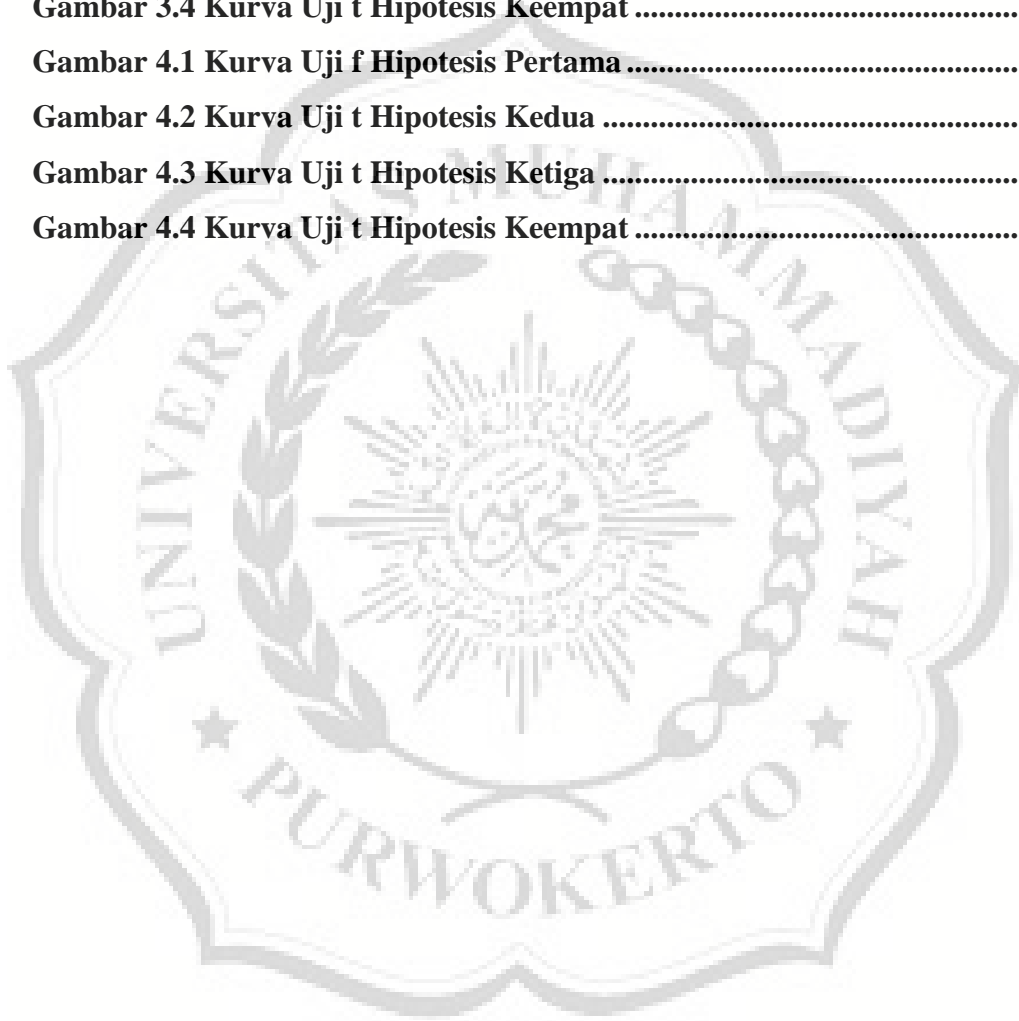 Gambar 3.4 Kurva Uji t Hipotesis Keempat ................................................
Gambar 4.1 Kurva Uji f Hipotesis Pertama .................................................
Gambar 4.2 Kurva Uji t Hipotesis Kedua ....................................................
Gambar 4.3 Kurva Uji t Hipotesis Ketiga ....................................................
Gambar 4.4 Kurva Uji t Hipotesis Keempat ................................................
UNIVERSITAS MUHAMMADIYAH
PURWOKERTO